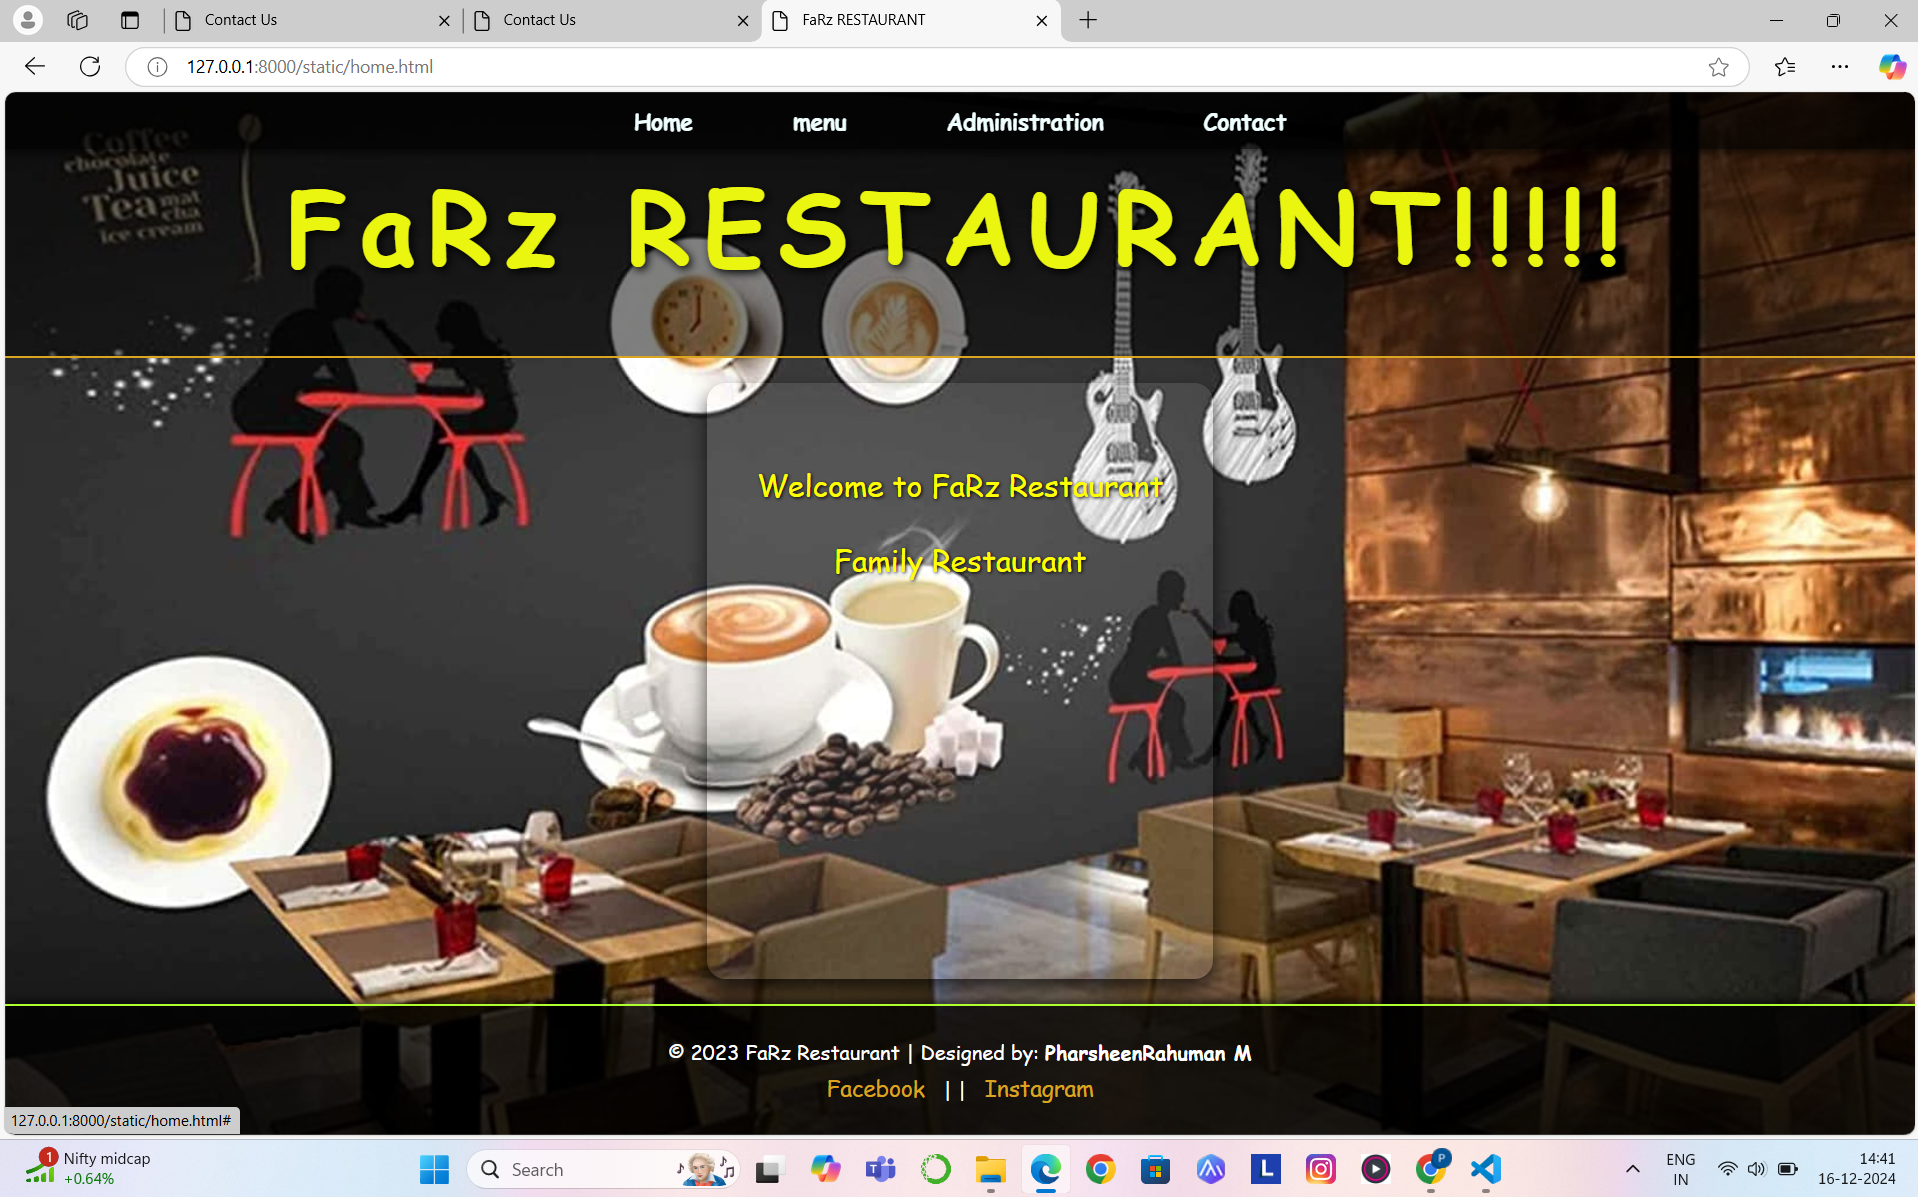 Contact Us
Contact Us
FaRz RESTAURANT
127.0.0.1:8000/static/home.html
Home menu Administration Contact
Coffee
chocolate
Juice
Tea mat
cha
ice cream
FaRz RESTAURANT!!!!!
Welcome to FaRz Restaurant
Family Restaurant
© 2023 FaRz Restaurant | Designed by: PharsheenRahuman M
Facebook || Instagram
127.0.0.1:8000/static/home.html#
1
Nifty midcap
+0.64%
Search
L
P
ENG
IN
14:41
16-12-2024